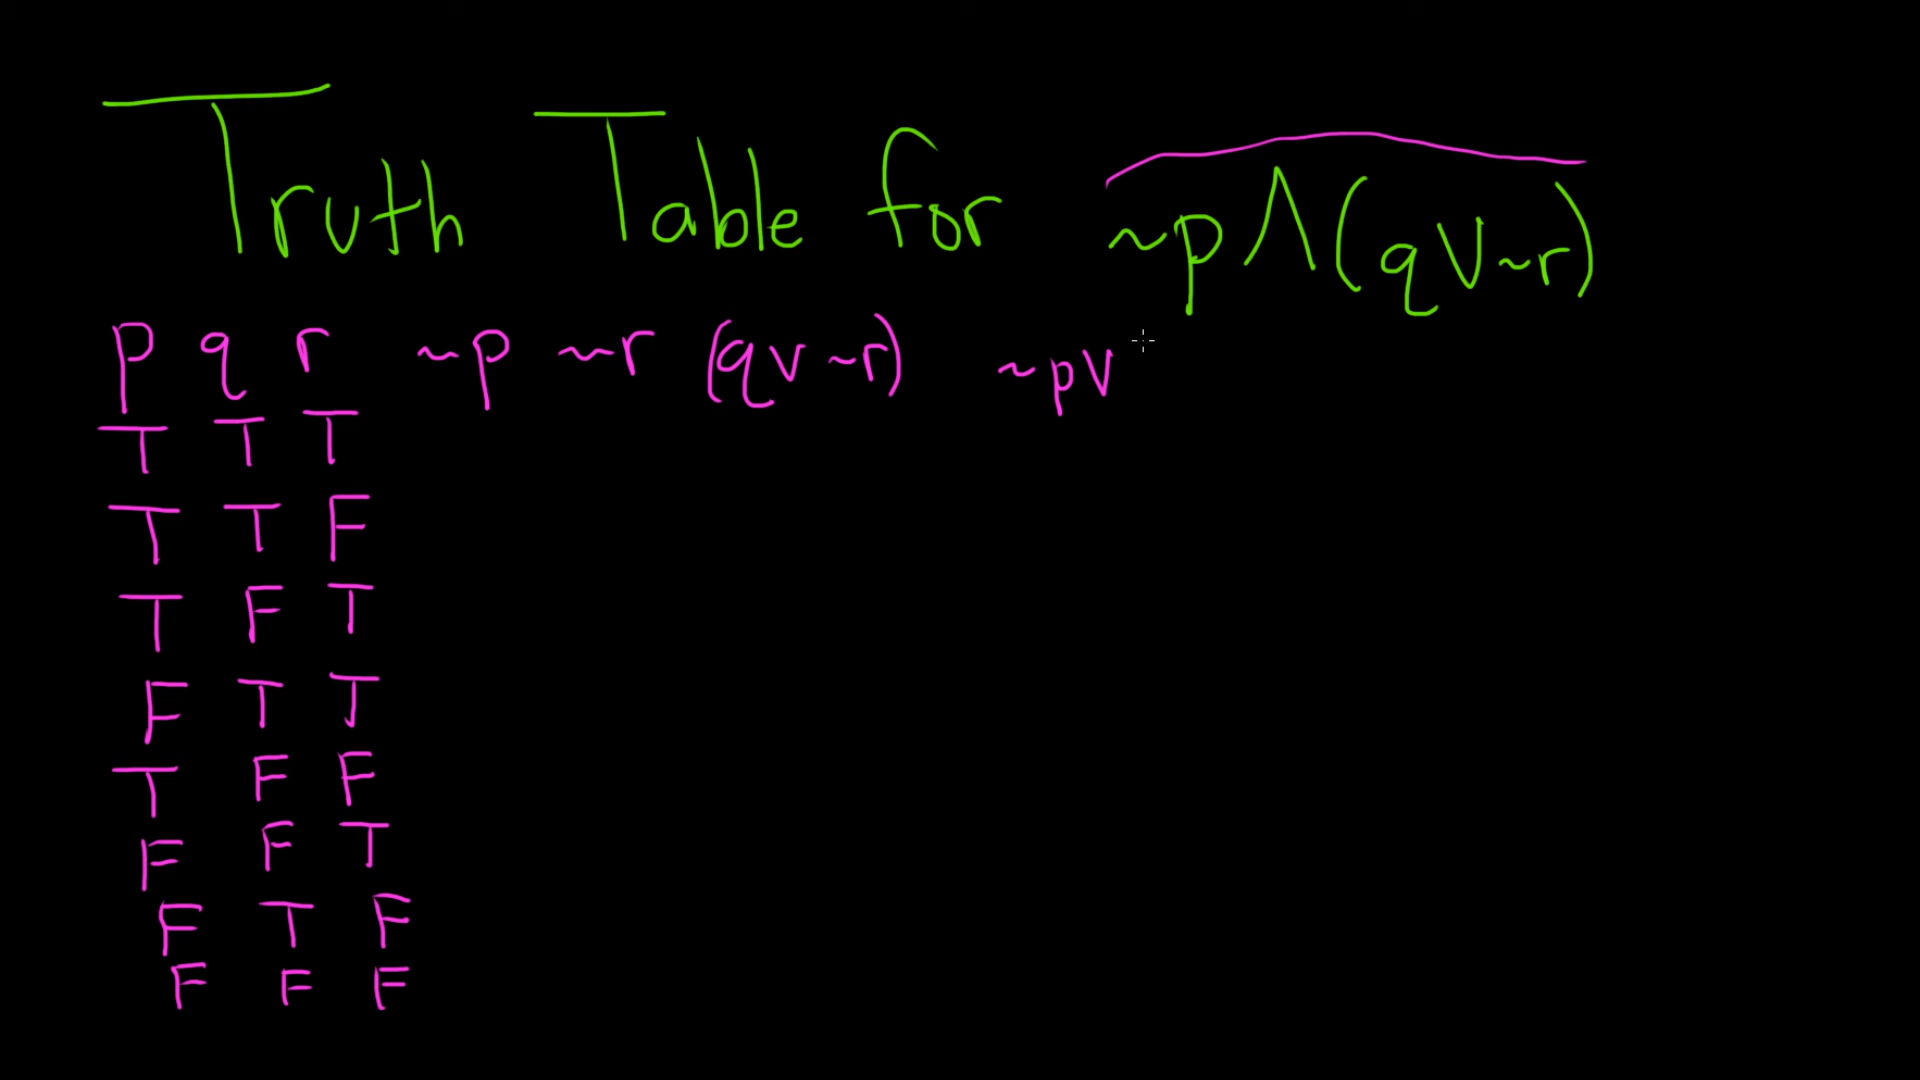 Truth Table for ~p∧(q∨~r)
p q r ~p ~r (q∨~r) ~p∨
T T T
T T F
T F T
F T T
T F F
F F T
F T F
F F F